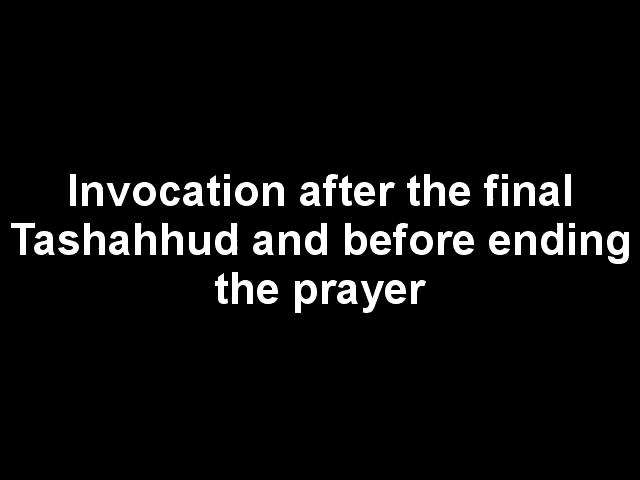 Invocation after the final
Tashahhud and before ending
the prayer